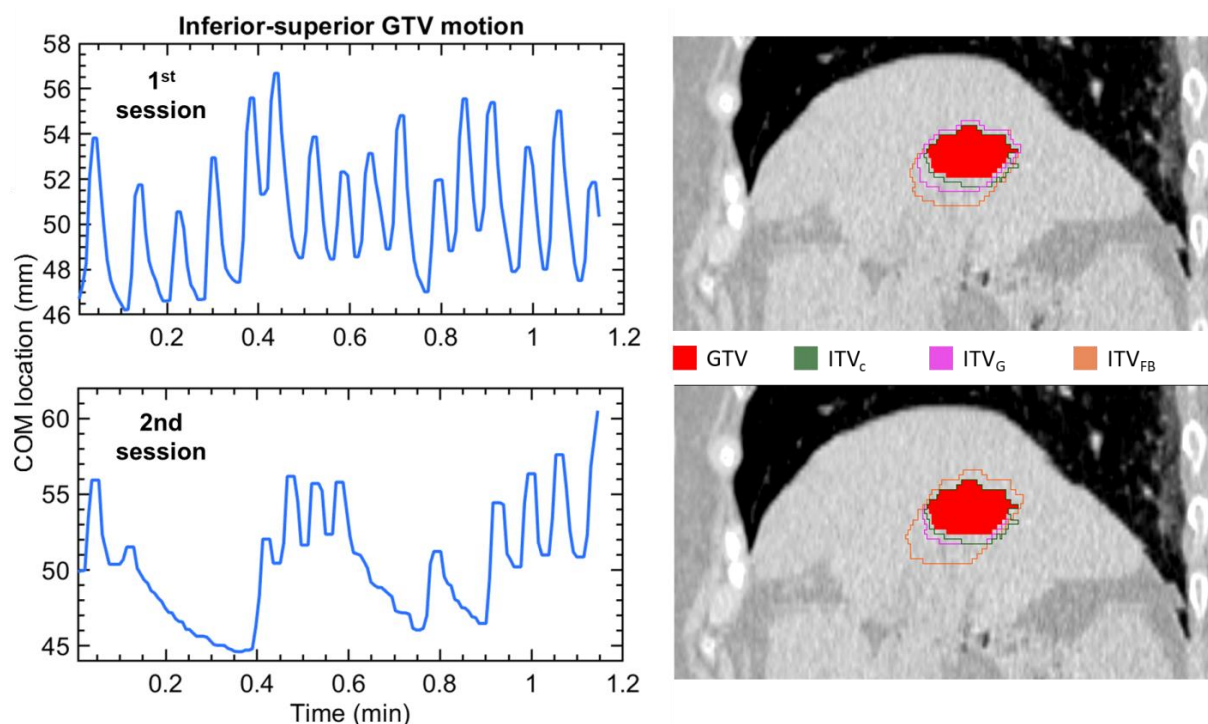 Inferior-superior GTV motion
58
56
54
52
50
48
46
1st
session
0.2
0.4
0.6
0.8
1
1.2
GTV
ITVc
ITVG
ITVFB
COM location (mm)
60
55
50
45
2nd
session
0.2
0.4
0.6
0.8
1
1.2
Time (min)